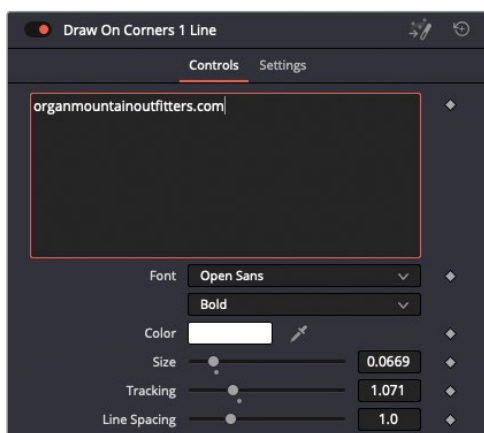 Draw On Corners 1 Line
Controls Settings
organmountainoutfitters.com
Font Open Sans
Bold
Color
Size 0.0669
Tracking 1.071
Line Spacing 1.0